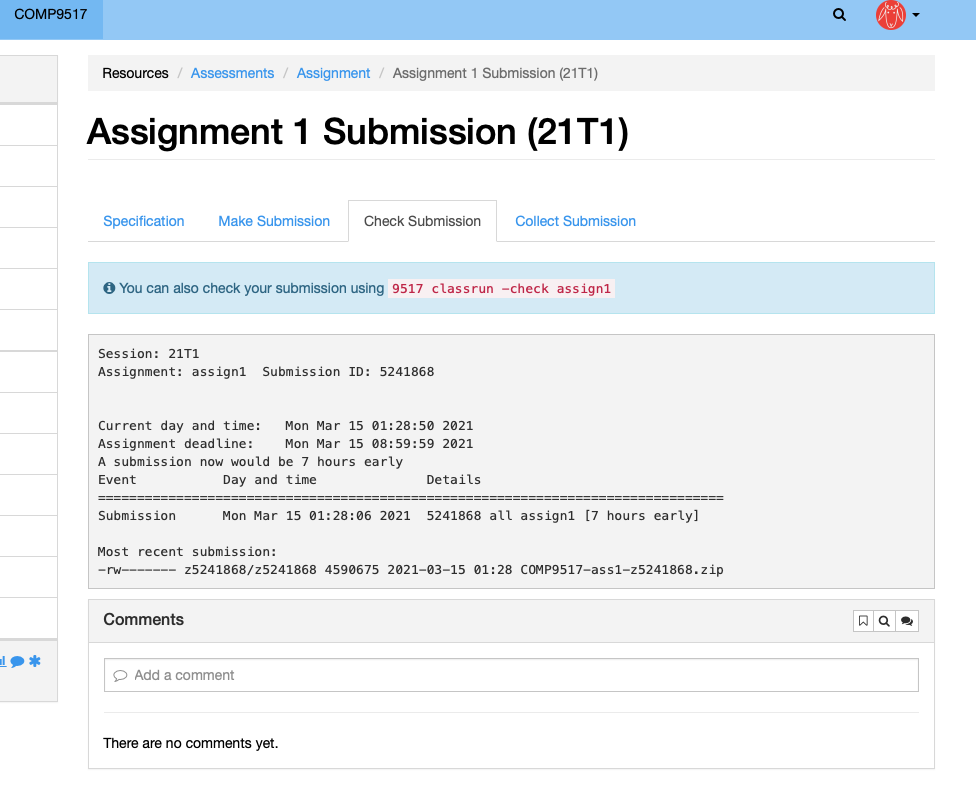 COMP9517
Resources / Assessments / Assignment / Assignment 1 Submission (21T1)
Assignment 1 Submission (21T1)
Specification Make Submission Check Submission Collect Submission
You can also check your submission using 9517 classrun -check assign1
Session: 21T1
Assignment: assign1 Submission ID: 5241868
Current day and time: Mon Mar 15 01:28:50 2021
Assignment deadline: Mon Mar 15 08:59:59 2021
A submission now would be 7 hours early
Event Day and time Details
================================================================================
Submission Mon Mar 15 01:28:06 2021 5241868 all assign1 [7 hours early]
Most recent submission:
-rw------- z5241868/z5241868 4590675 2021-03-15 01:28 COMP9517-ass1-z5241868.zip
Comments
Add a comment
There are no comments yet.